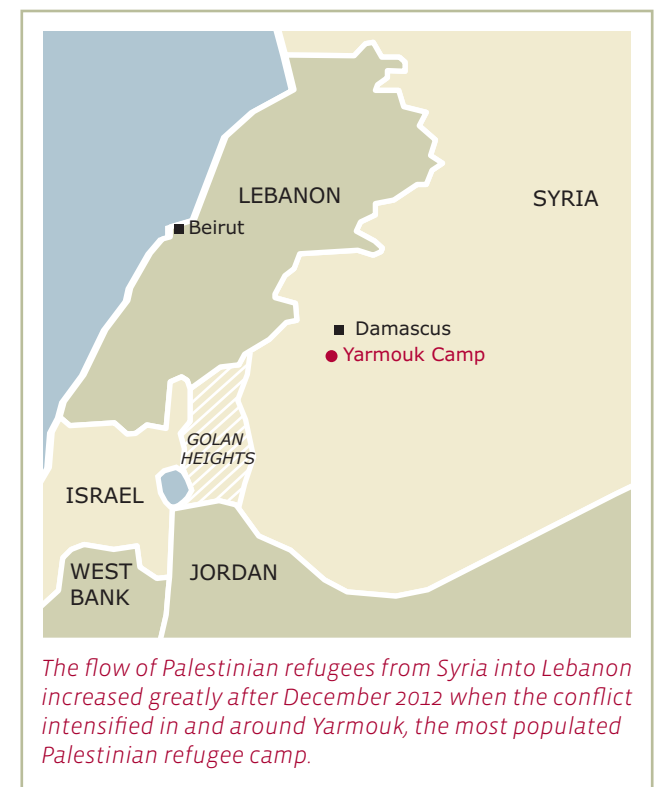 LEBANON
SYRIA
Beirut
Damascus
Yarmouk Camp
GOLAN
HEIGHTS
ISRAEL
WEST
BANK
JORDAN
The flow of Palestinian refugees from Syria into Lebanon
increased greatly after December 2012 when the conflict
intensified in and around Yarmouk, the most populated
Palestinian refugee camp.